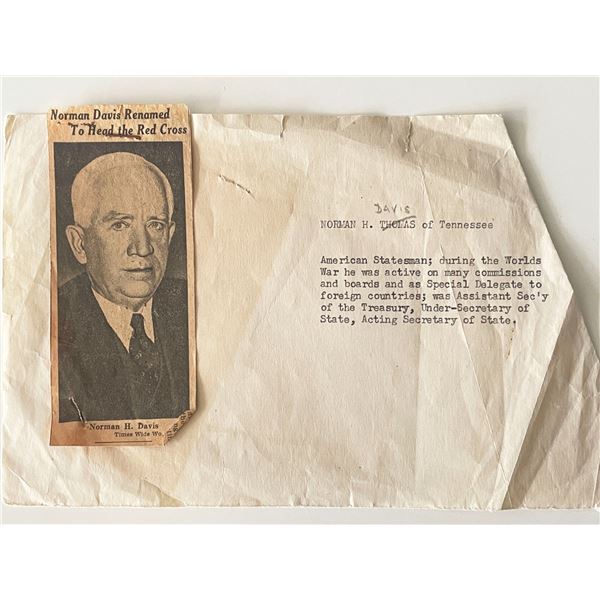 Norman Davis Renamed
To Head the Red Cross
Norman H. Davis
Times Wide Wo
DAVIS
NORMAN H. THOMAS of Tennessee
American Statesman; during the Worlds
War he was active on many commissions
and boards and as Special Delegate to
foreign countries; was Assistant Sec'y
of the Treasury, Under-Secretary of
State, Acting Secretary of State.